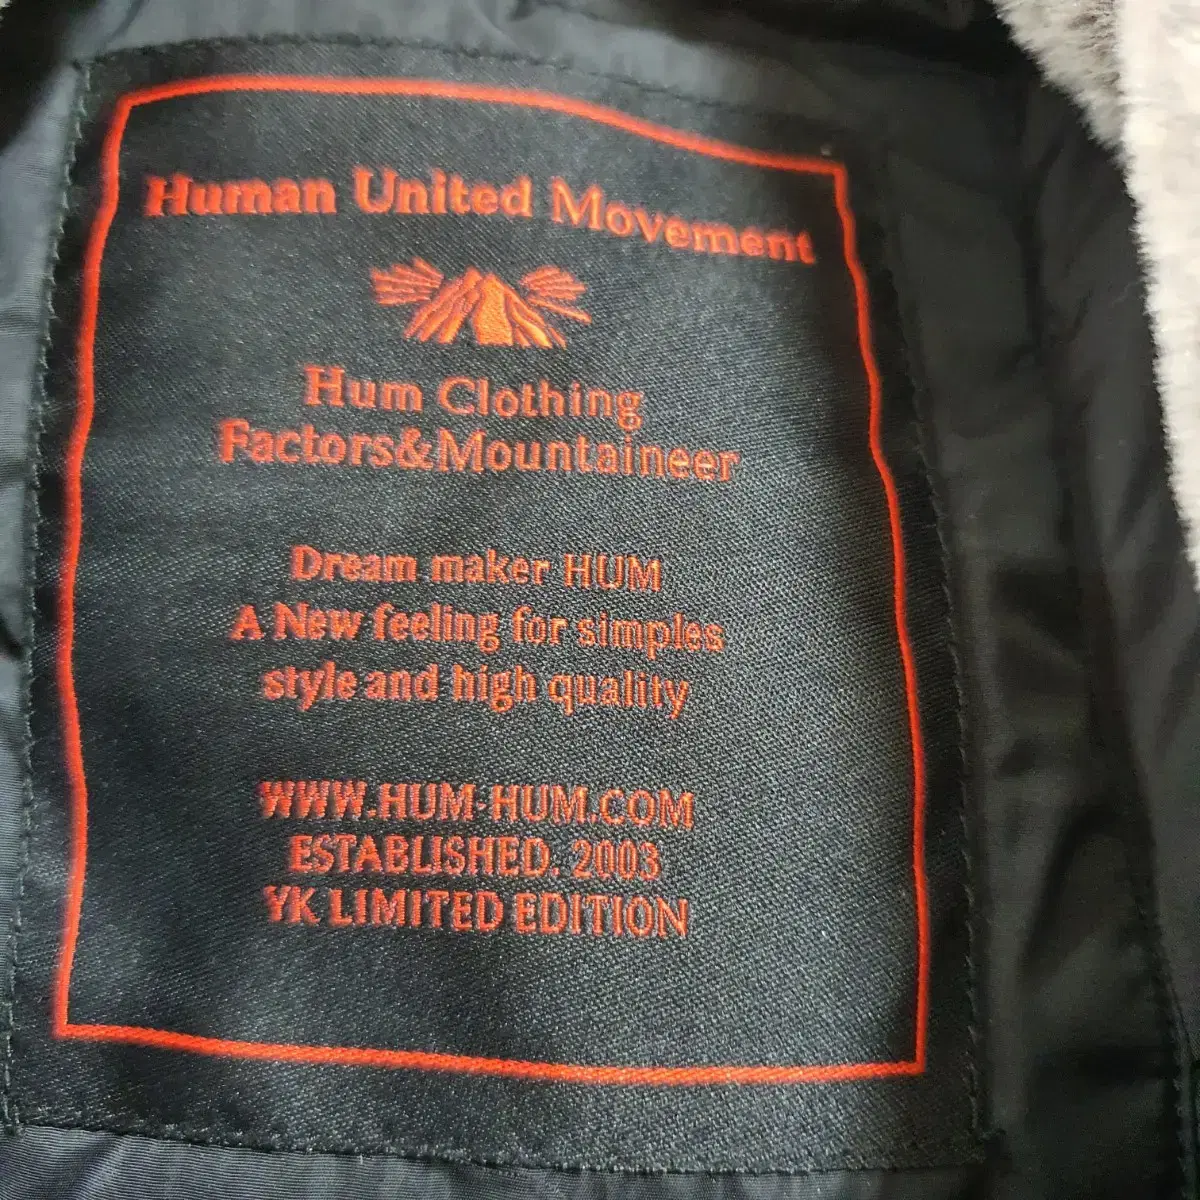 Human United Movement
Hum Clothing
Factors&Mountaineer
Dream maker HUM
A New feeling for simples
style and high quality
WWW.HUM-HUM.COM
ESTABLISHED. 2003
YK LIMITED EDITION